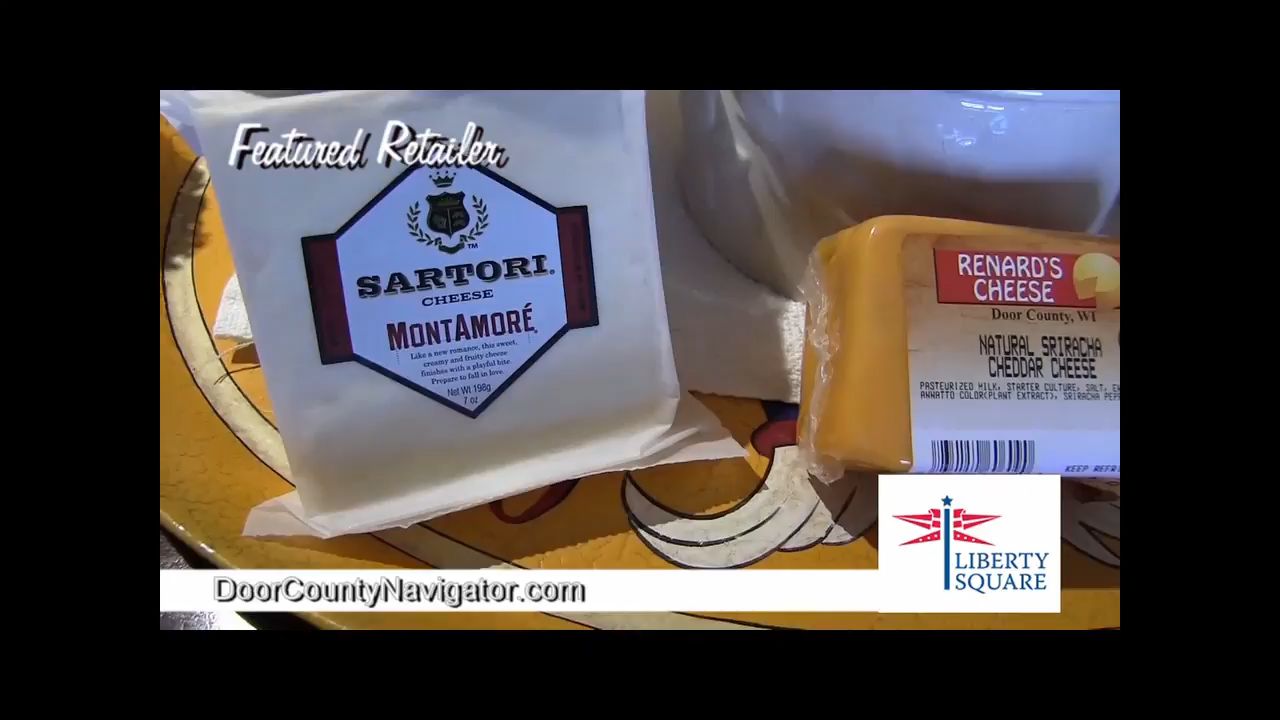 Featured Retailer
SARTORI
TM
CHEESE
MONTAMORÉ
Like a new romance, this sweet,
creamy and fruity cheese
finishes with a playful bite.
Prepare to fall in love.
Net Wt. 198g
7 oz
RENARD'S
CHEESE
Door County, WI
NATURAL SRIRACHA
CHEDDAR CHEESE
PASTEURIZED MILK, STARTER CULTURE, SALT,
ANNATTO COLOR(PLANT EXTRACT), SRIRACHA
KEEP
LIBERTY
SQUARE
DoorCountyNavigator.com